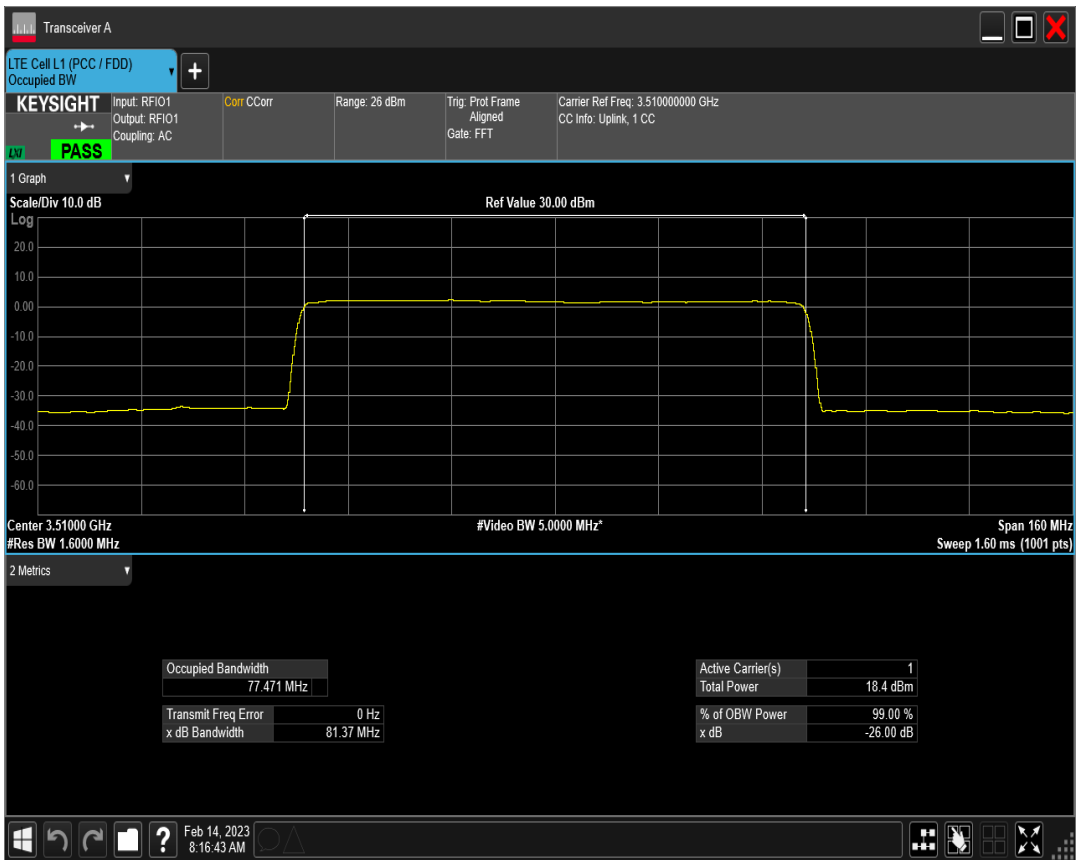 Transceiver A
LTE Cell L1 (PCC / FDD)
Occupied BW
+
KEYSIGHT
LXI
PASS
Input: RFIO1
Output: RFIO1
Coupling: AC
Corr CCorr
Range: 26 dBm
Trig: Prot Frame
Aligned
Gate: FFT
Carrier Ref Freq: 3.510000000 GHz
CC Info: Uplink, 1 CC
1 Graph
Scale/Div 10.0 dB
Ref Value 30.00 dBm
Log
20.0
10.0
0.00
-10.0
-20.0
-30.0
-40.0
-50.0
-60.0
Center 3.51000 GHz
#Video BW 5.0000 MHz*
Span 160 MHz
#Res BW 1.6000 MHz
Sweep 1.60 ms (1001 pts)
2 Metrics
Occupied Bandwidth
77.471 MHz
Transmit Freq Error 0 Hz
x dB Bandwidth 81.37 MHz
Active Carrier(s) 1
Total Power 18.4 dBm
% of OBW Power 99.00 %
x dB -26.00 dB
?
Feb 14, 2023
8:16:43 AM